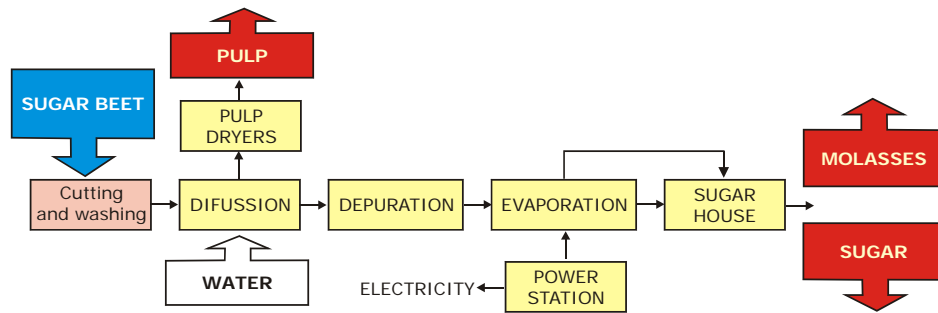 PULP
SUGAR BEET
PULP
DRYERS
MOLASSES
Cutting
and washing
DIFUSSION
DEPURATION
EVAPORATION
SUGAR
HOUSE
SUGAR
WATER
ELECTRICITY
POWER
STATION